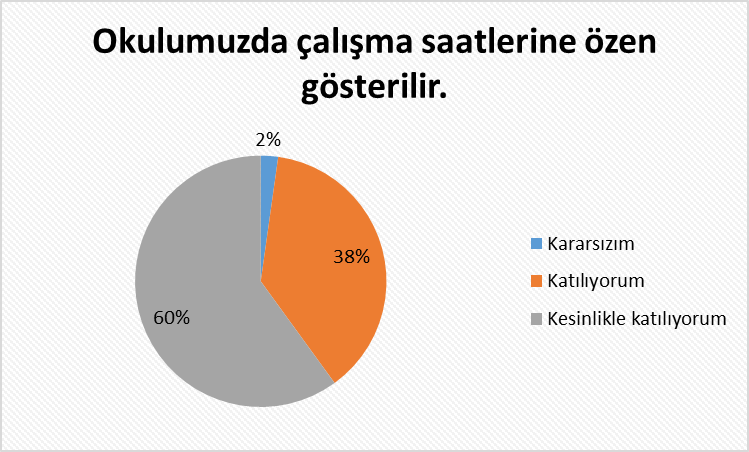 Okulumuzda çalışma saatlerine özen
gösterilir.
2%
38%
60%
Kararsızım
Katılıyorum
Kesinlikle katılıyorum